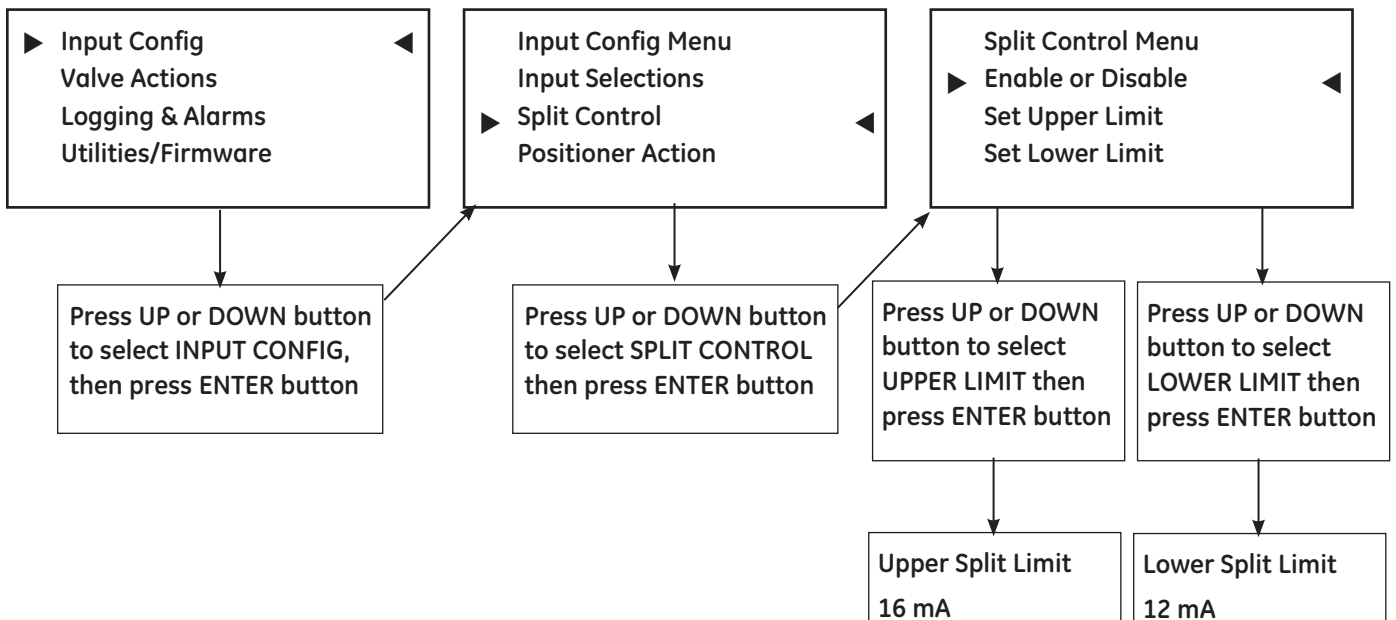 Input Config
Valve Actions
Logging & Alarms
Utilities/Firmware
Input Config Menu
Input Selections
Split Control
Positioner Action
Split Control Menu
Enable or Disable
Set Upper Limit
Set Lower Limit
Press UP or DOWN button
to select INPUT CONFIG,
then press ENTER button
Press UP or DOWN button
to select SPLIT CONTROL
then press ENTER button
Press UP or DOWN
button to select
UPPER LIMIT then
press ENTER button
Press UP or DOWN
button to select
LOWER LIMIT then
press ENTER button
Upper Split Limit
16 mA
Lower Split Limit
12 mA